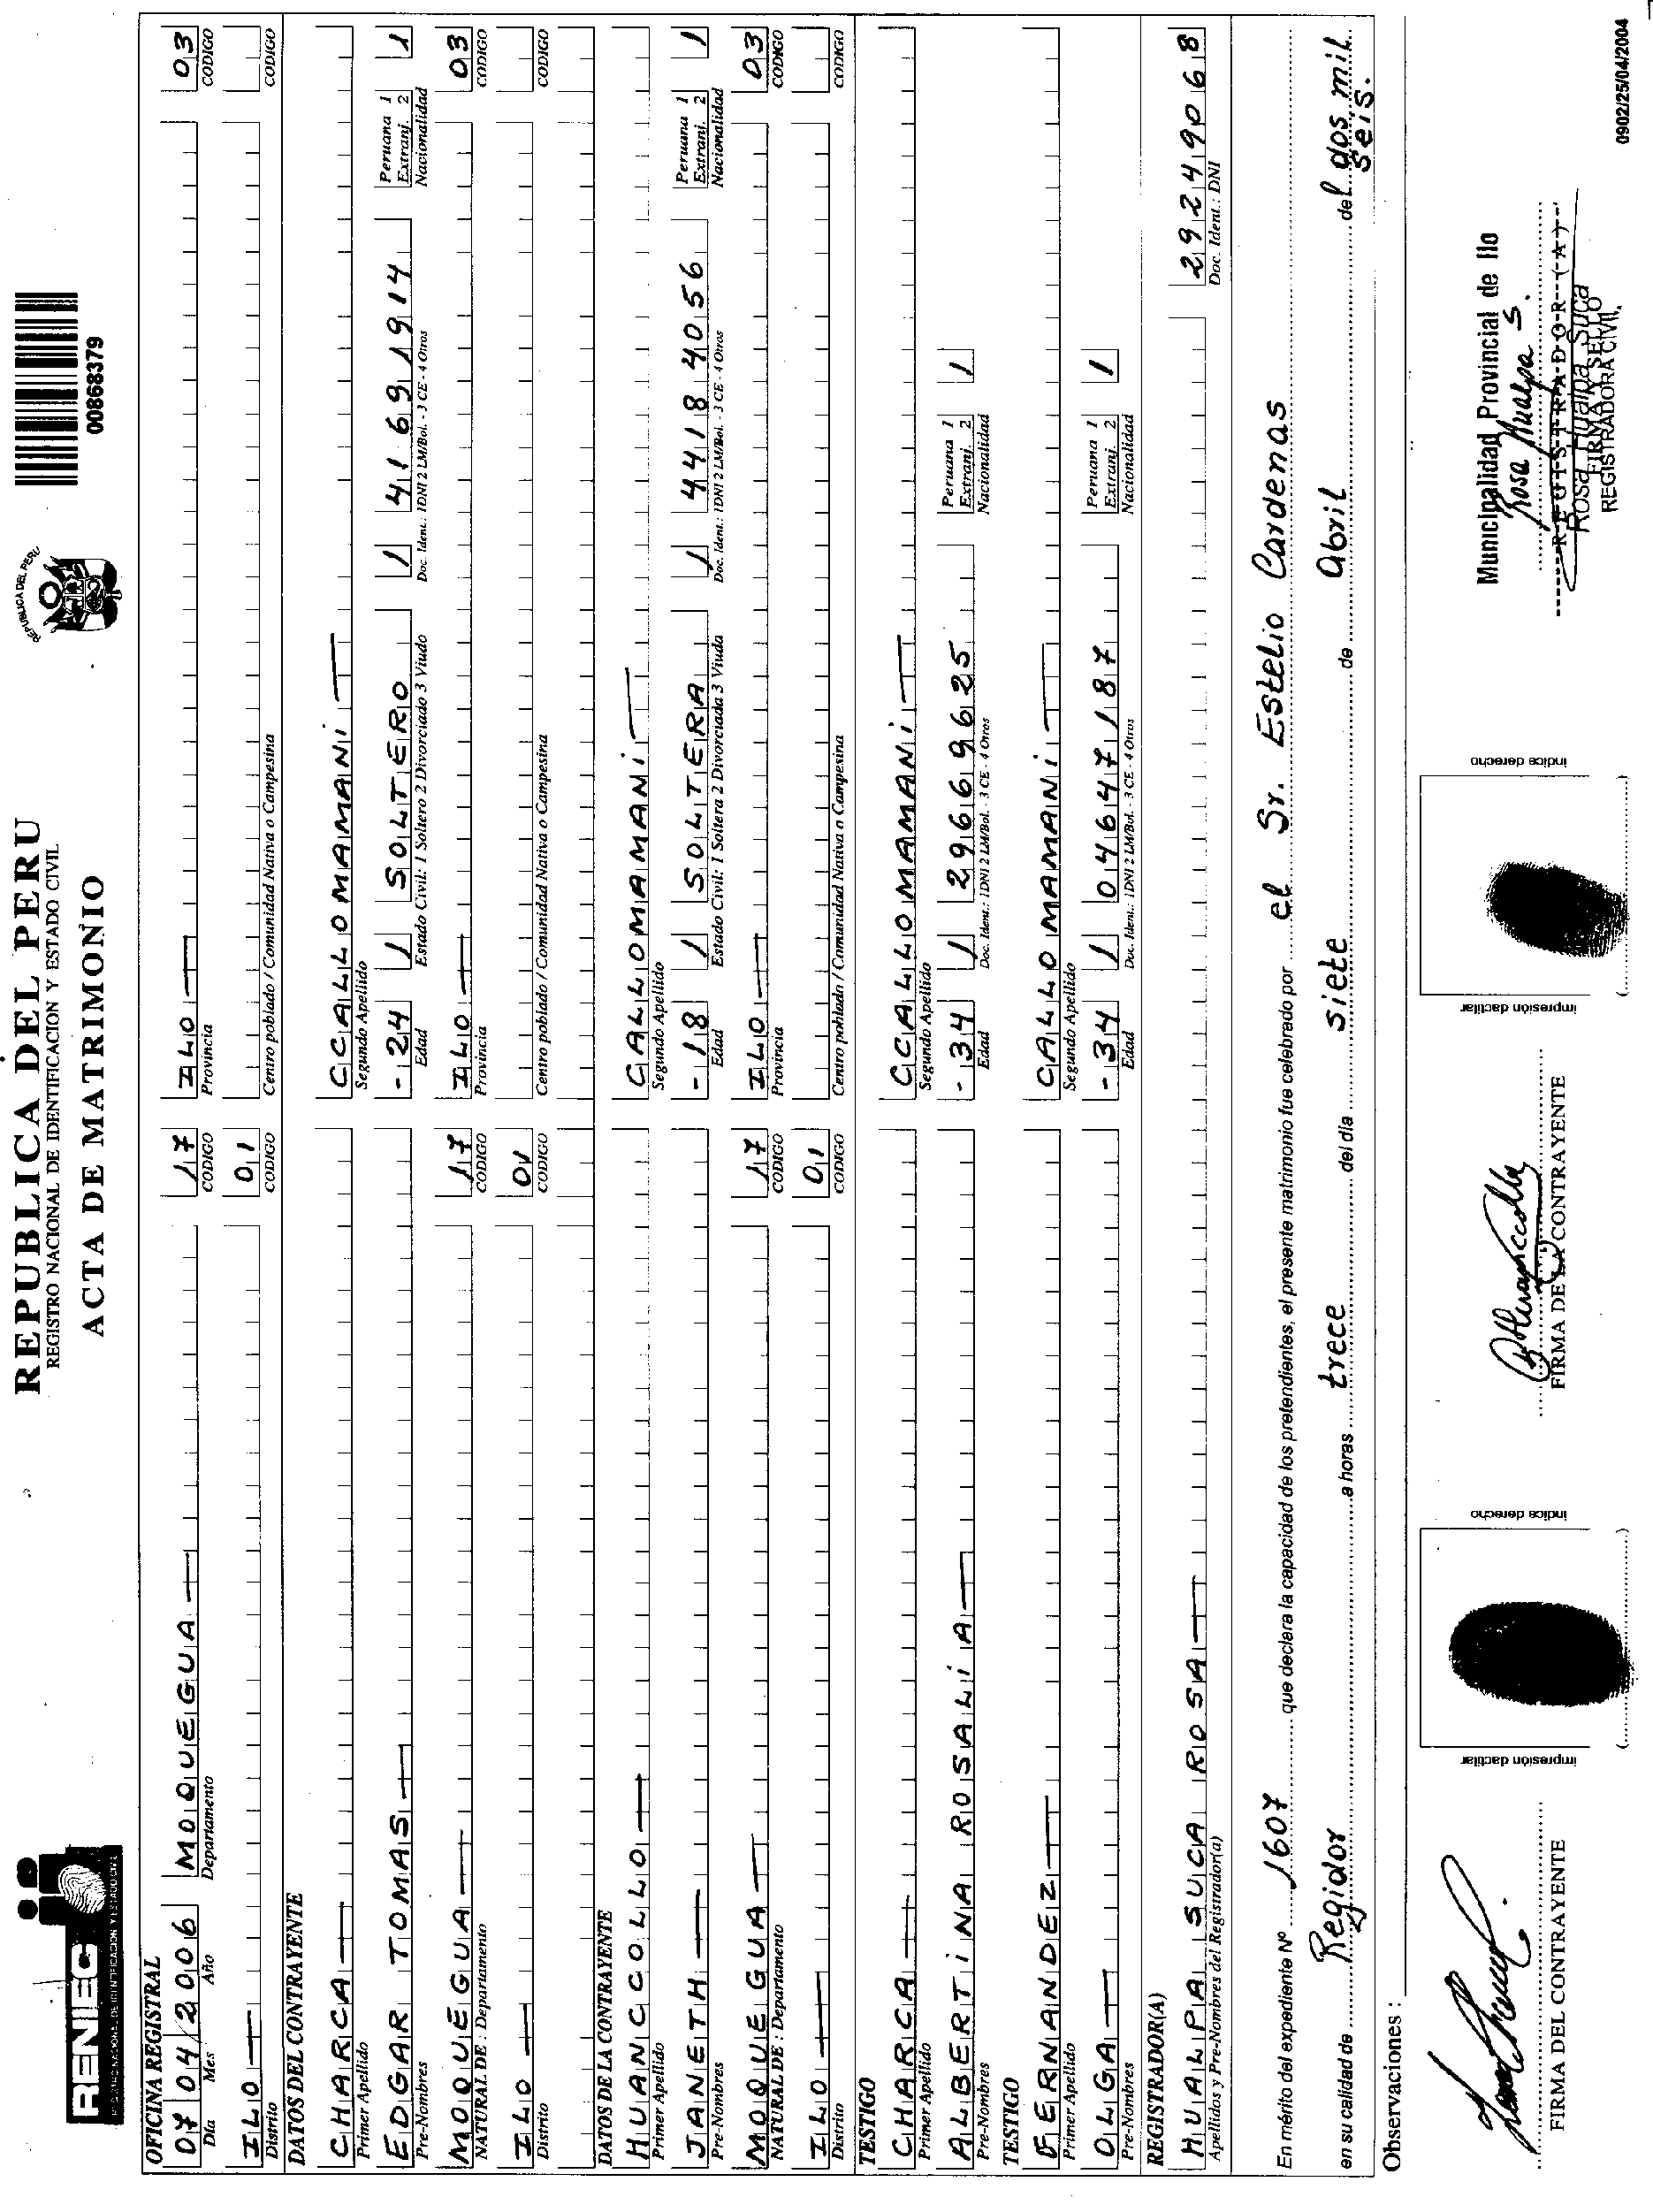 RENIEC
REPUBLICA DEL PERU
REGISTRO NACIONAL DE IDENTIFICACION Y ESTADO CIVIL
ACTA DE MATRIMONIO
REPUBLICA DEL PERU
00868379
OFICINA REGISTRAL
07 04 2006 MOQUEGUA 17 ILO 03
Día Mes Año Departamento CODIGO Provincia CODIGO
ILO 01
Distrito CODIGO Centro poblado / Comunidad Nativa o Campesina CODIGO
DATOS DEL CONTRAYENTE
CHARCA CCALLOMAMANI
Primer Apellido Segundo Apellido
EDGAR TOMAS -24 1 SOLTERO 1 41691914 Peruana 1 Extranj. 2 1
Pre-Nombres Edad Estado Civil: 1 Soltero 2 Divorciado 3 Viudo Doc. Ident.: 1DNI 2 LM/Bol. - 3 CE - 4 Otros Nacionalidad
MOQUEGUA 17 ILO 03
NATURAL DE : Departamento CODIGO Provincia CODIGO
ILO 01
Distrito CODIGO Centro poblado / Comunidad Nativa o Campesina CODIGO
DATOS DE LA CONTRAYENTE
HUANCCOLLO CALLOMAMANI
Primer Apellido Segundo Apellido
JANETH -18 1 SOLTERA 1 44184056 Peruana 1 Extranj. 2 1
Pre-Nombres Edad Estado Civil: 1 Soltera 2 Divorciada 3 Viuda Doc. Ident.: 1DNI 2 LM/Bol. - 3 CE - 4 Otros Nacionalidad
MOQUEGUA 17 ILO 03
NATURAL DE : Departamento CODIGO Provincia CODIGO
ILO 01
Distrito CODIGO Centro poblado / Comunidad Nativa o Campesina CODIGO
TESTIGO
CHARCA CCALLOMAMANI
Primer Apellido Segundo Apellido
ALBERTINA ROSALIA -34 1 29669625 Peruana 1 Extranj. 2 1
Pre-Nombres Edad Doc. Ident.: 1DNI 2 LM/Bol. - 3 CE - 4 Otros Nacionalidad
TESTIGO
FERNANDEZ CALLOMAMANI
Primer Apellido Segundo Apellido
OLGA -34 1 04647187 Peruana 1 Extranj. 2 1
Pre-Nombres Edad Doc. Ident.: 1DNI 2 LM/Bol. - 3 CE - 4 Otros Nacionalidad
REGISTRADOR(A)
HUALPA SUCA ROSA 29249068
Apellidos y Pre-Nombres del Registrador(a) Doc. Ident.: DNI
En mérito del expediente Nº 1607 que declara la capacidad de los pretendientes, el presente matrimonio fue celebrado por el Sr. Estelio Cardenas
en su calidad de Regidor a horas trece del día siete de Abril del dos mil seis.
Observaciones :
FIRMA DEL CONTRAYENTE
impresión dactilar
índice derecho
FIRMA DE LA CONTRAYENTE
impresión dactilar
índice derecho
Municipalidad Provincial de Ilo
Rosa Hualpa S.
REGISTRADOR (A)
Rosa Hualpa Suca
FIRMA Y SELLO
REGISTRADORA CIVIL
0902/25/04/2004